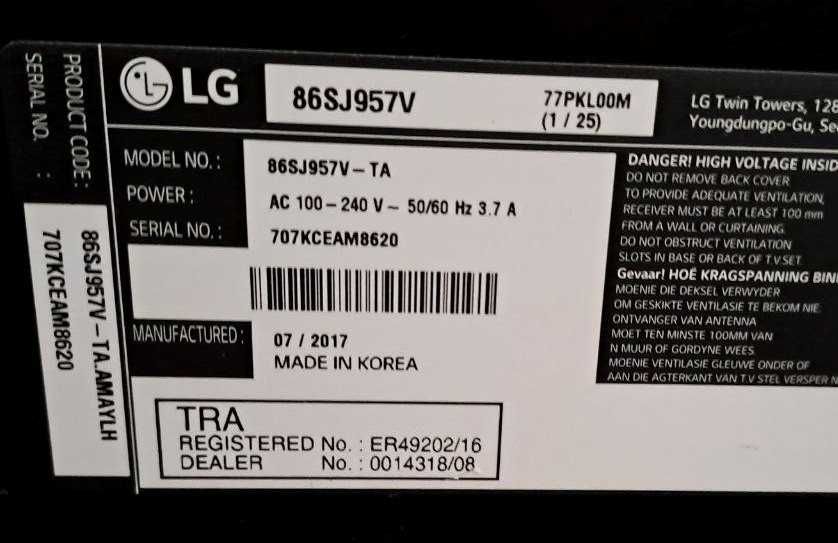 PRODUCT CODE :
SERIAL NO. :
86SJ957V-TA.AMAYLH
707KCEAM8620
LG
86SJ957V
77PKL00M
(1 / 25)
LG Twin Towers, 128
Youngdungpo-Gu, Se
MODEL NO. :
86SJ957V-TA
POWER :
AC 100-240 V~ 50/60 Hz 3.7 A
SERIAL NO. :
707KCEAM8620
MANUFACTURED :
07 / 2017
MADE IN KOREA
TRA
REGISTERED No. : ER49202/16
DEALER No. : 0014318/08
DANGER! HIGH VOLTAGE INSID
DO NOT REMOVE BACK COVER
TO PROVIDE ADEQUATE VENTILATION,
RECEIVER MUST BE AT LEAST 100 mm
FROM A WALL OR CURTAINING.
DO NOT OBSTRUCT VENTILATION
SLOTS IN BASE OR BACK OF T.V.SET.
Gevaar! HOË KRAGSPANNING BIN
MOENIE DIE DEKSEL VERWYDER
OM GESKIKTE VENTILASIE TE BEKOM NIE.
ONTVANGER VAN ANTENNA
MOET TEN MINSTE 100MM VAN
N MUUR OF GORDYNE WEES
MOENIE VENTILASIE GLEUWE ONDER OF
AAN DIE AGTERKANT VAN T.V STEL VERSPER N